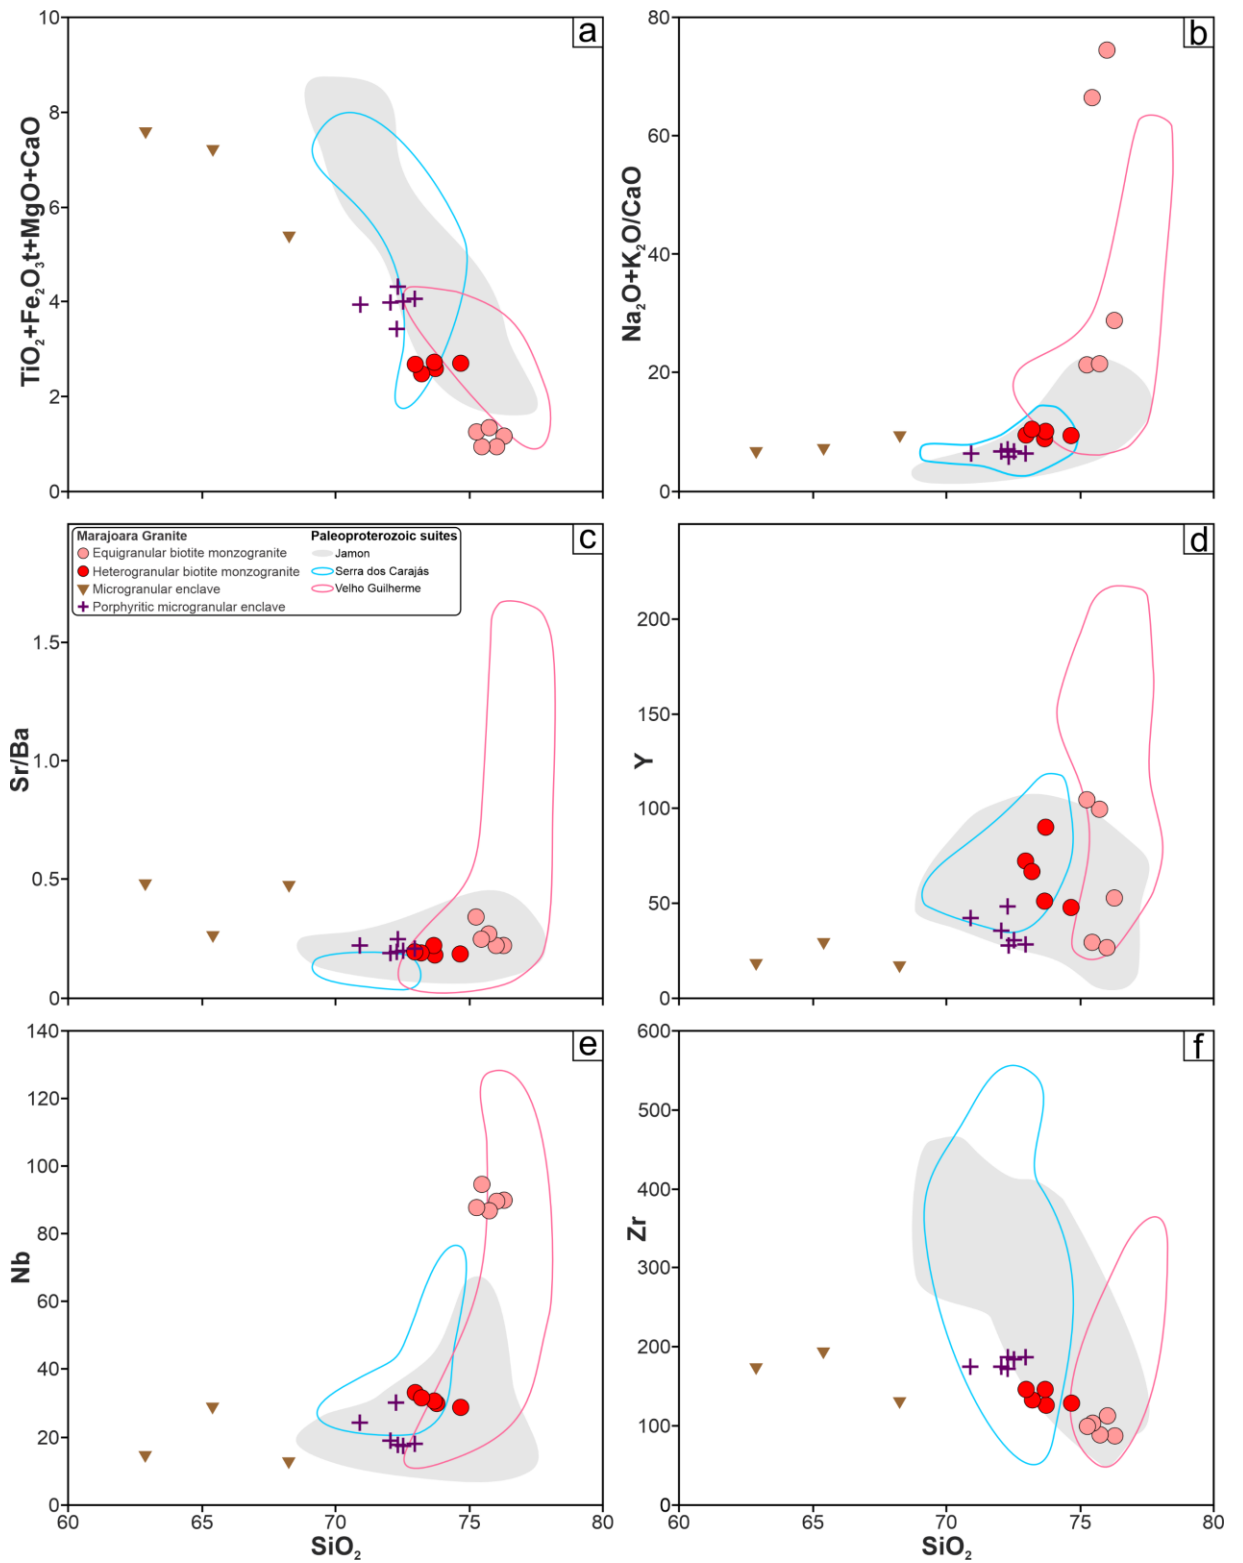 a
TiO₂+Fe₂O₃t+MgO+CaO
10
8
6
4
2
0
b
Na₂O+K₂O/CaO
80
60
40
20
0
c
Sr/Ba
1.5
1.0
0.5
0
Marajoara Granite
Equigranular biotite monzogranite
Heterogranular biotite monzogranite
Microgranular enclave
Porphyritic microgranular enclave
Paleoproterozoic suites
Jamon
Serra dos Carajás
Velho Guilherme
d
Y
200
150
100
50
0
e
Nb
140
120
100
80
60
40
20
0
60 65 70 75 80
SiO₂
f
Zr
600
500
400
300
200
100
0
60 65 70 75 80
SiO₂